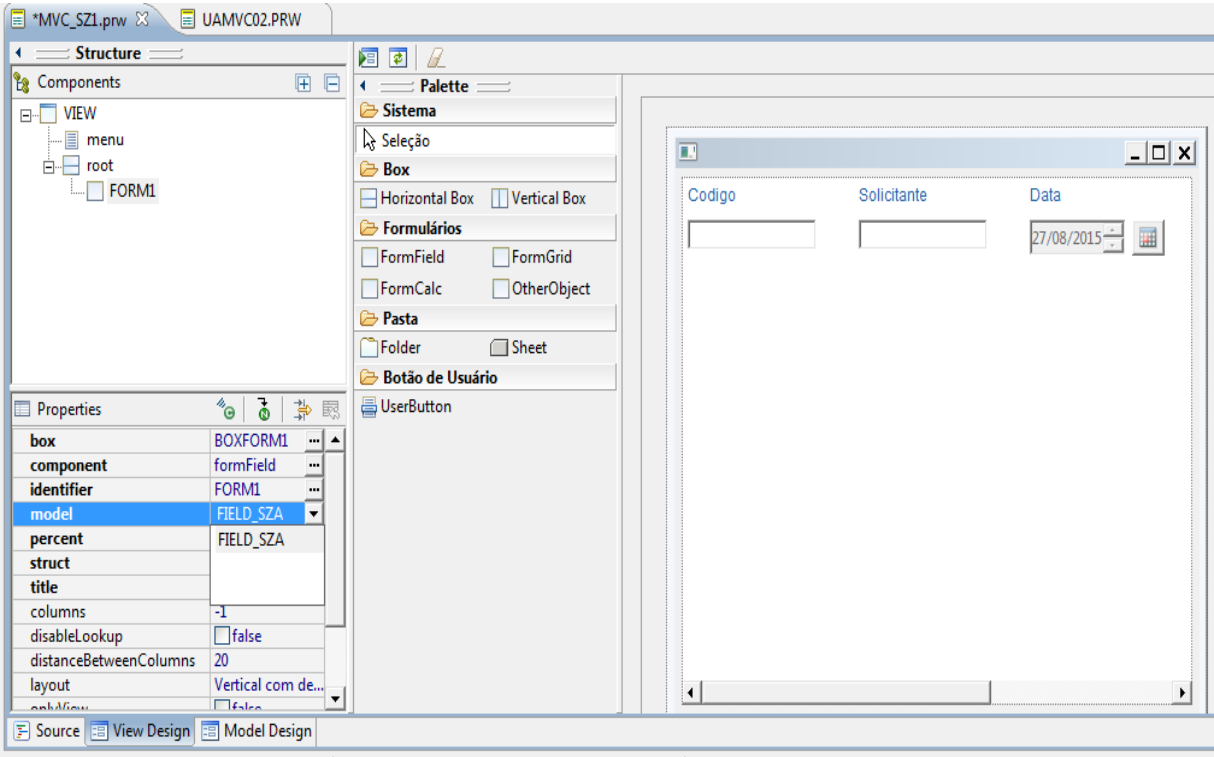 *MVC_SZ1.prw
UAMVC02.PRW
Structure
Components
VIEW
menu
root
FORM1
Properties
box BOXFORM1
component formField
identifier FORM1
model FIELD_SZA
percent FIELD_SZA
struct
title
columns -1
disableLookup false
distanceBetweenColumns 20
layout Vertical com de...
onlyView false
Palette
Sistema
Seleção
Box
Horizontal Box Vertical Box
Formulários
FormField FormGrid
FormCalc OtherObject
Pasta
Folder Sheet
Botão de Usuário
UserButton
Codigo Solicitante Data
27/08/2015
Source View Design Model Design